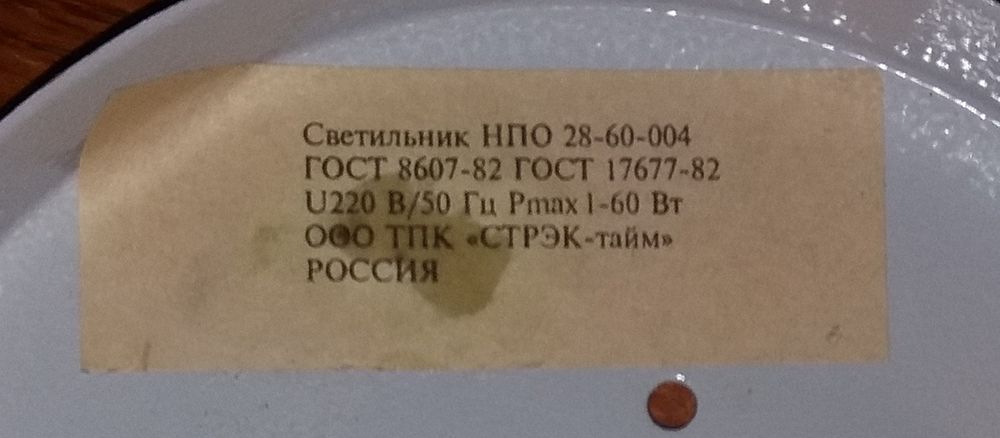 Светильник НПО 28-60-004
ГОСТ 8607-82 ГОСТ 17677-82
U220 В/50 Гц Pmax 1-60 Вт
ООО ТПК «СТРЭК-тайм»
РОССИЯ